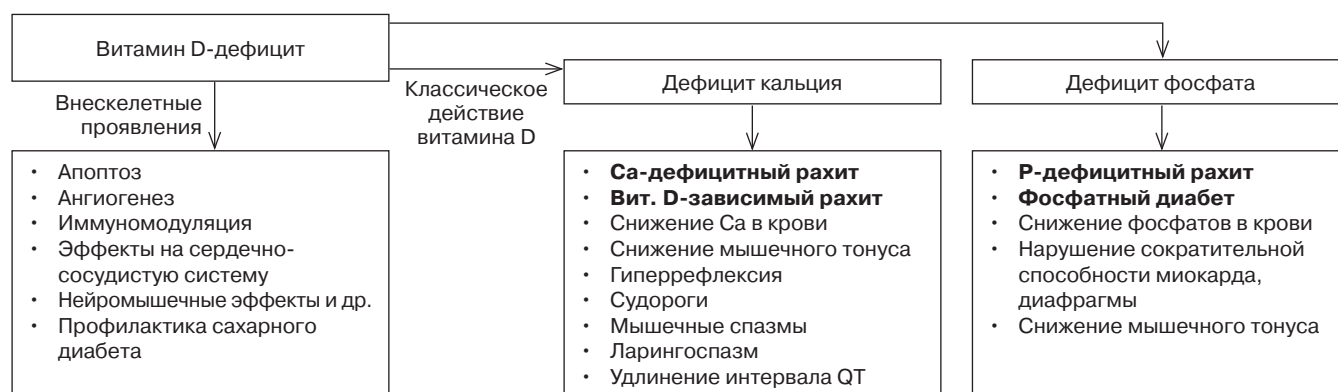 Витамин D-дефицит
Внескелетные
проявления
Классическое
действие
витамина D
Дефицит кальция
Дефицит фосфата
• Апоптоз
• Ангиогенез
• Иммуномодуляция
• Эффекты на сердечно-
сосудистую систему
• Нейромышечные эффекты и др.
• Профилактика сахарного
диабета
• Са-дефицитный рахит
• Вит. D-зависимый рахит
• Снижение Са в крови
• Снижение мышечного тонуса
• Гиперрефлексия
• Судороги
• Мышечные спазмы
• Ларингоспазм
• Удлинение интервала QT
• Р-дефицитный рахит
• Фосфатный диабет
• Снижение фосфатов в крови
• Нарушение сократительной
способности миокарда,
диафрагмы
• Снижение мышечного тонуса